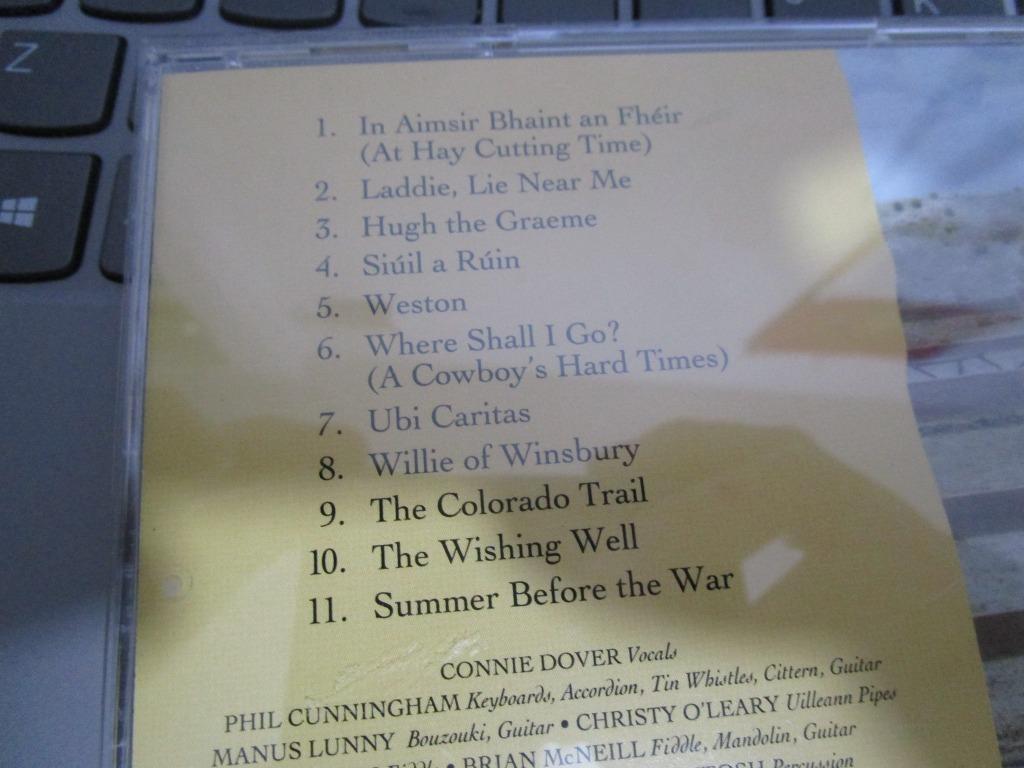 Z
K
1. In Aimsir Bhaint an Fhéir
(At Hay Cutting Time)
2. Laddie, Lie Near Me
3. Hugh the Graeme
4. Siúil a Rúin
5. Weston
6. Where Shall I Go?
(A Cowboy's Hard Times)
7. Ubi Caritas
8. Willie of Winsbury
9. The Colorado Trail
10. The Wishing Well
11. Summer Before the War
CONNIE DOVER Vocals
PHIL CUNNINGHAM Keyboards, Accordion, Tin Whistles, Cittern, Guitar
MANUS LUNNY Bouzouki, Guitar • CHRISTY O'LEARY Uilleann Pipes
Fiddle • BRIAN McNEILL Fiddle, Mandolin, Guitar
Percussion